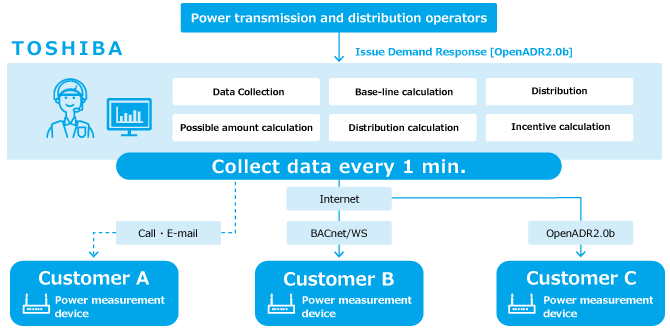 Power transmission and distribution operators
TOSHIBA
Issue Demand Response [OpenADR2.0b]
Data Collection
Base-line calculation
Distribution
Possible amount calculation
Distribution calculation
Incentive calculation
Collect data every 1 min.
Internet
Call・E-mail
BACnet/WS
OpenADR2.0b
Customer A
Power measurement
device
Customer B
Power measurement
device
Customer C
Power measurement
device